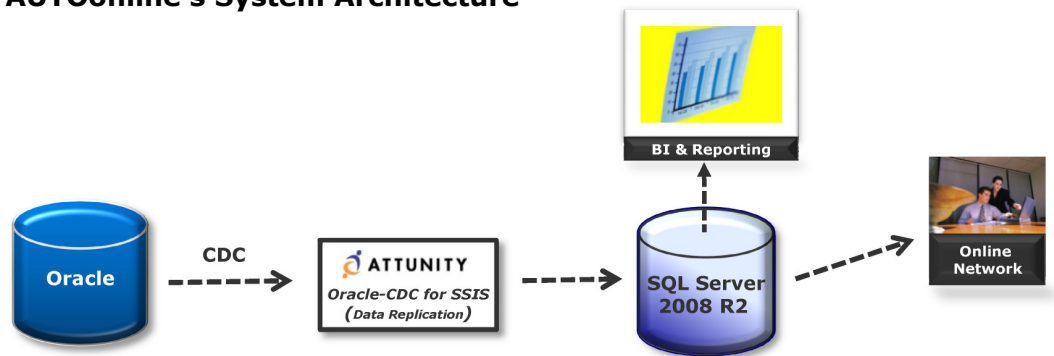 AUTOonline's System Architecture
BI & Reporting
CDC
Oracle
ATTUNITY
Oracle-CDC for SSIS
(Data Replication)
SQL Server
2008 R2
Online
Network